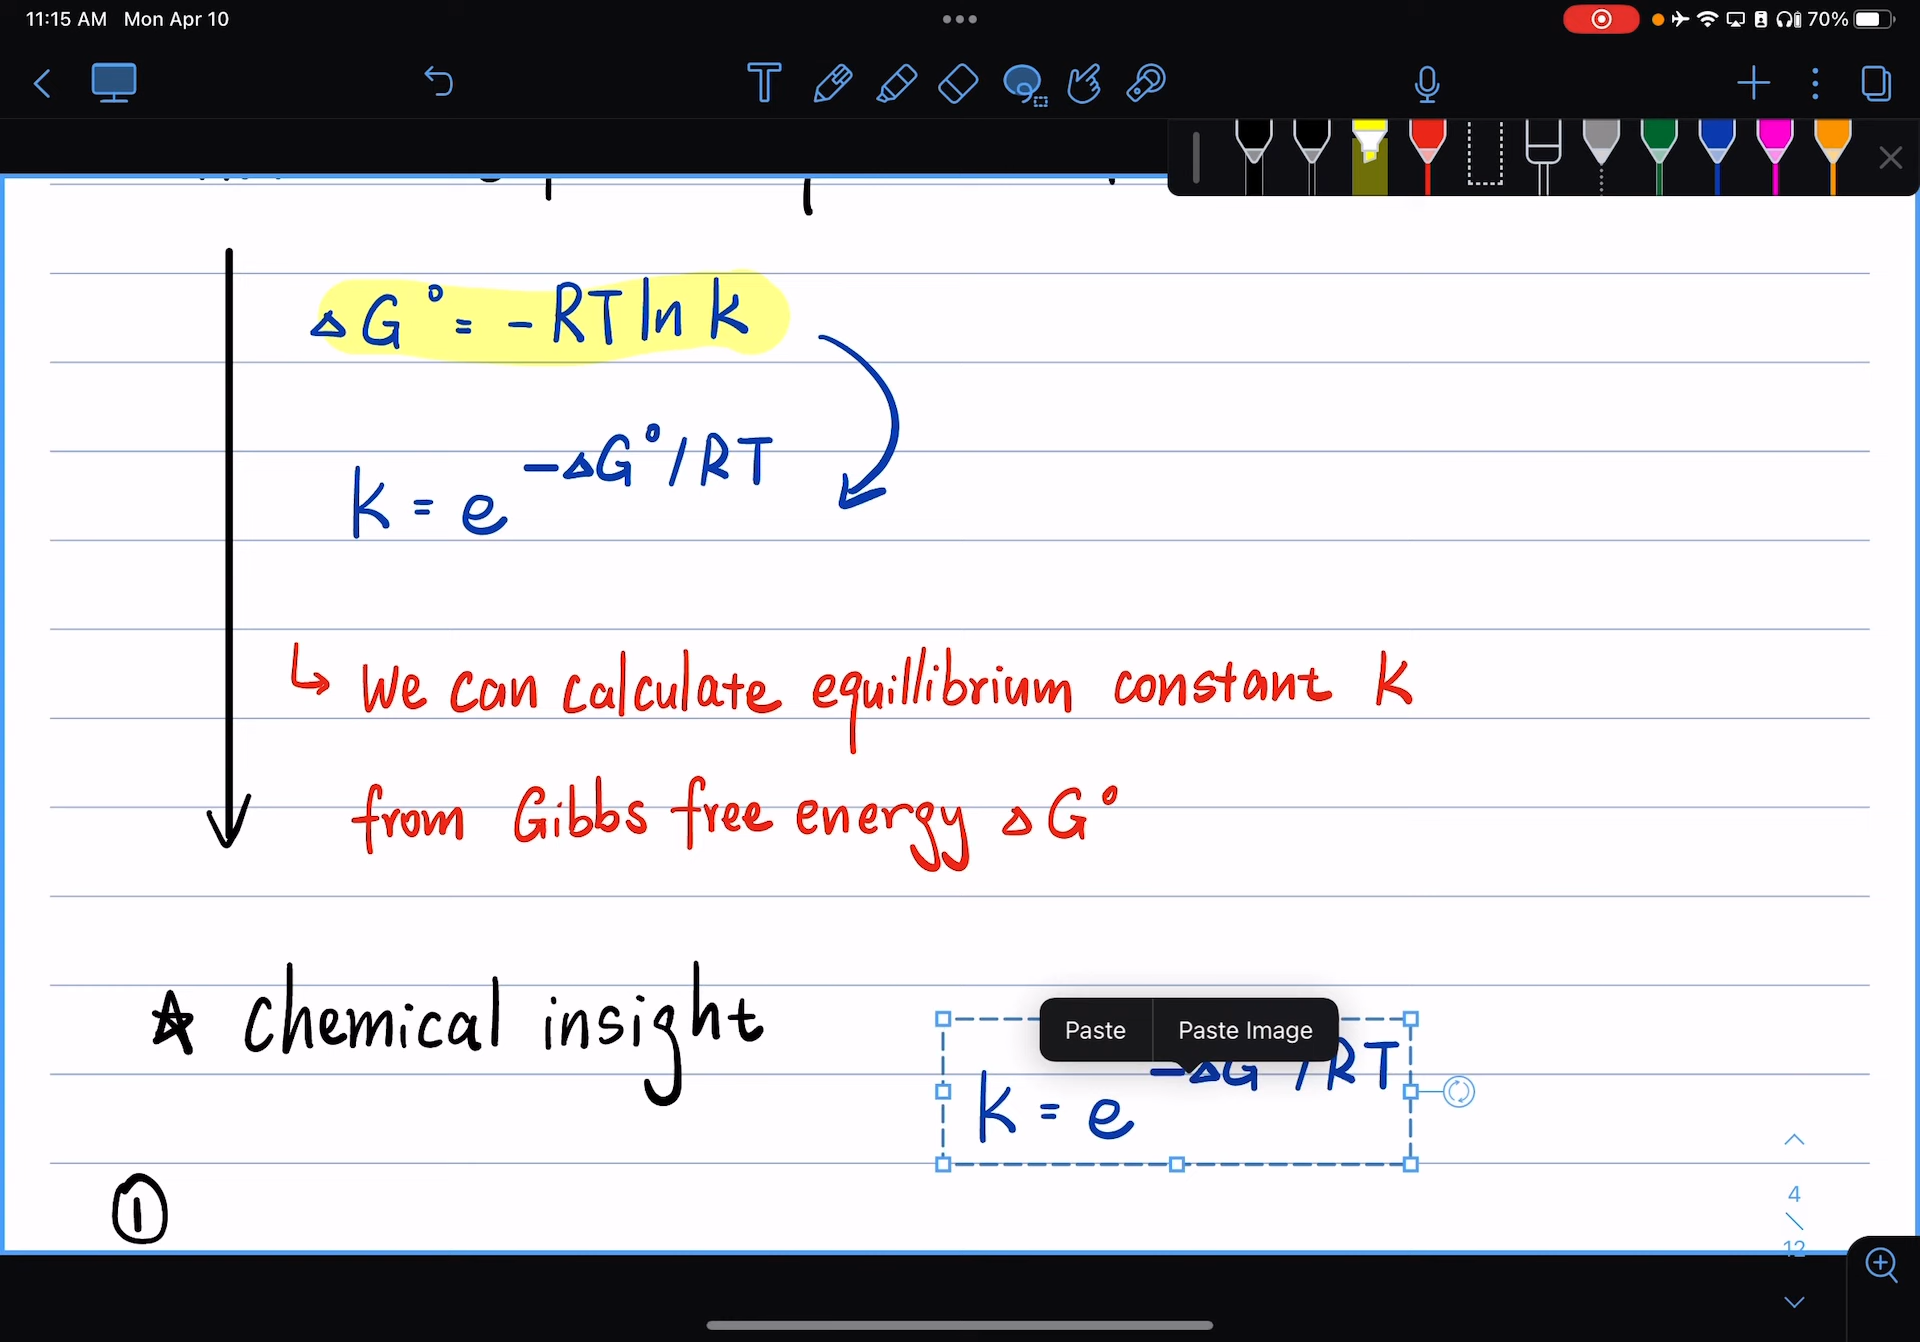 11:15 AM Mon Apr 10
70%
ΔG° = -RT ln K
K = e^-ΔG°/RT
↳ We can calculate equillibrium constant K
from Gibbs free energy ΔG°
☆ Chemical insight
Paste Paste Image
K = e^-ΔG°/RT
①
4
12